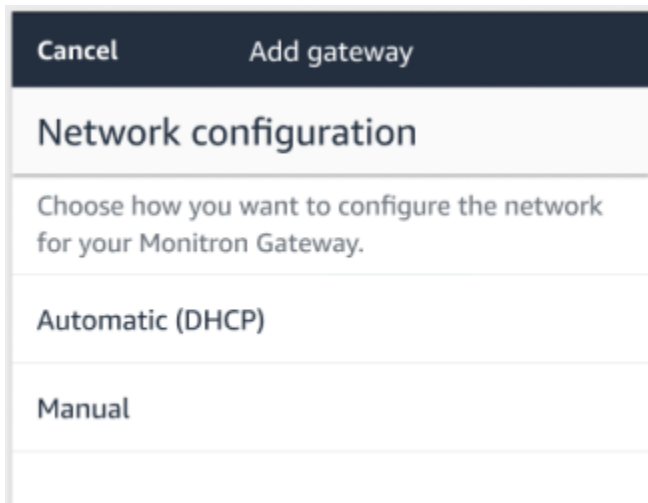 Cancel Add gateway
Network configuration
Choose how you want to configure the network
for your Monitron Gateway.
Automatic (DHCP)
Manual